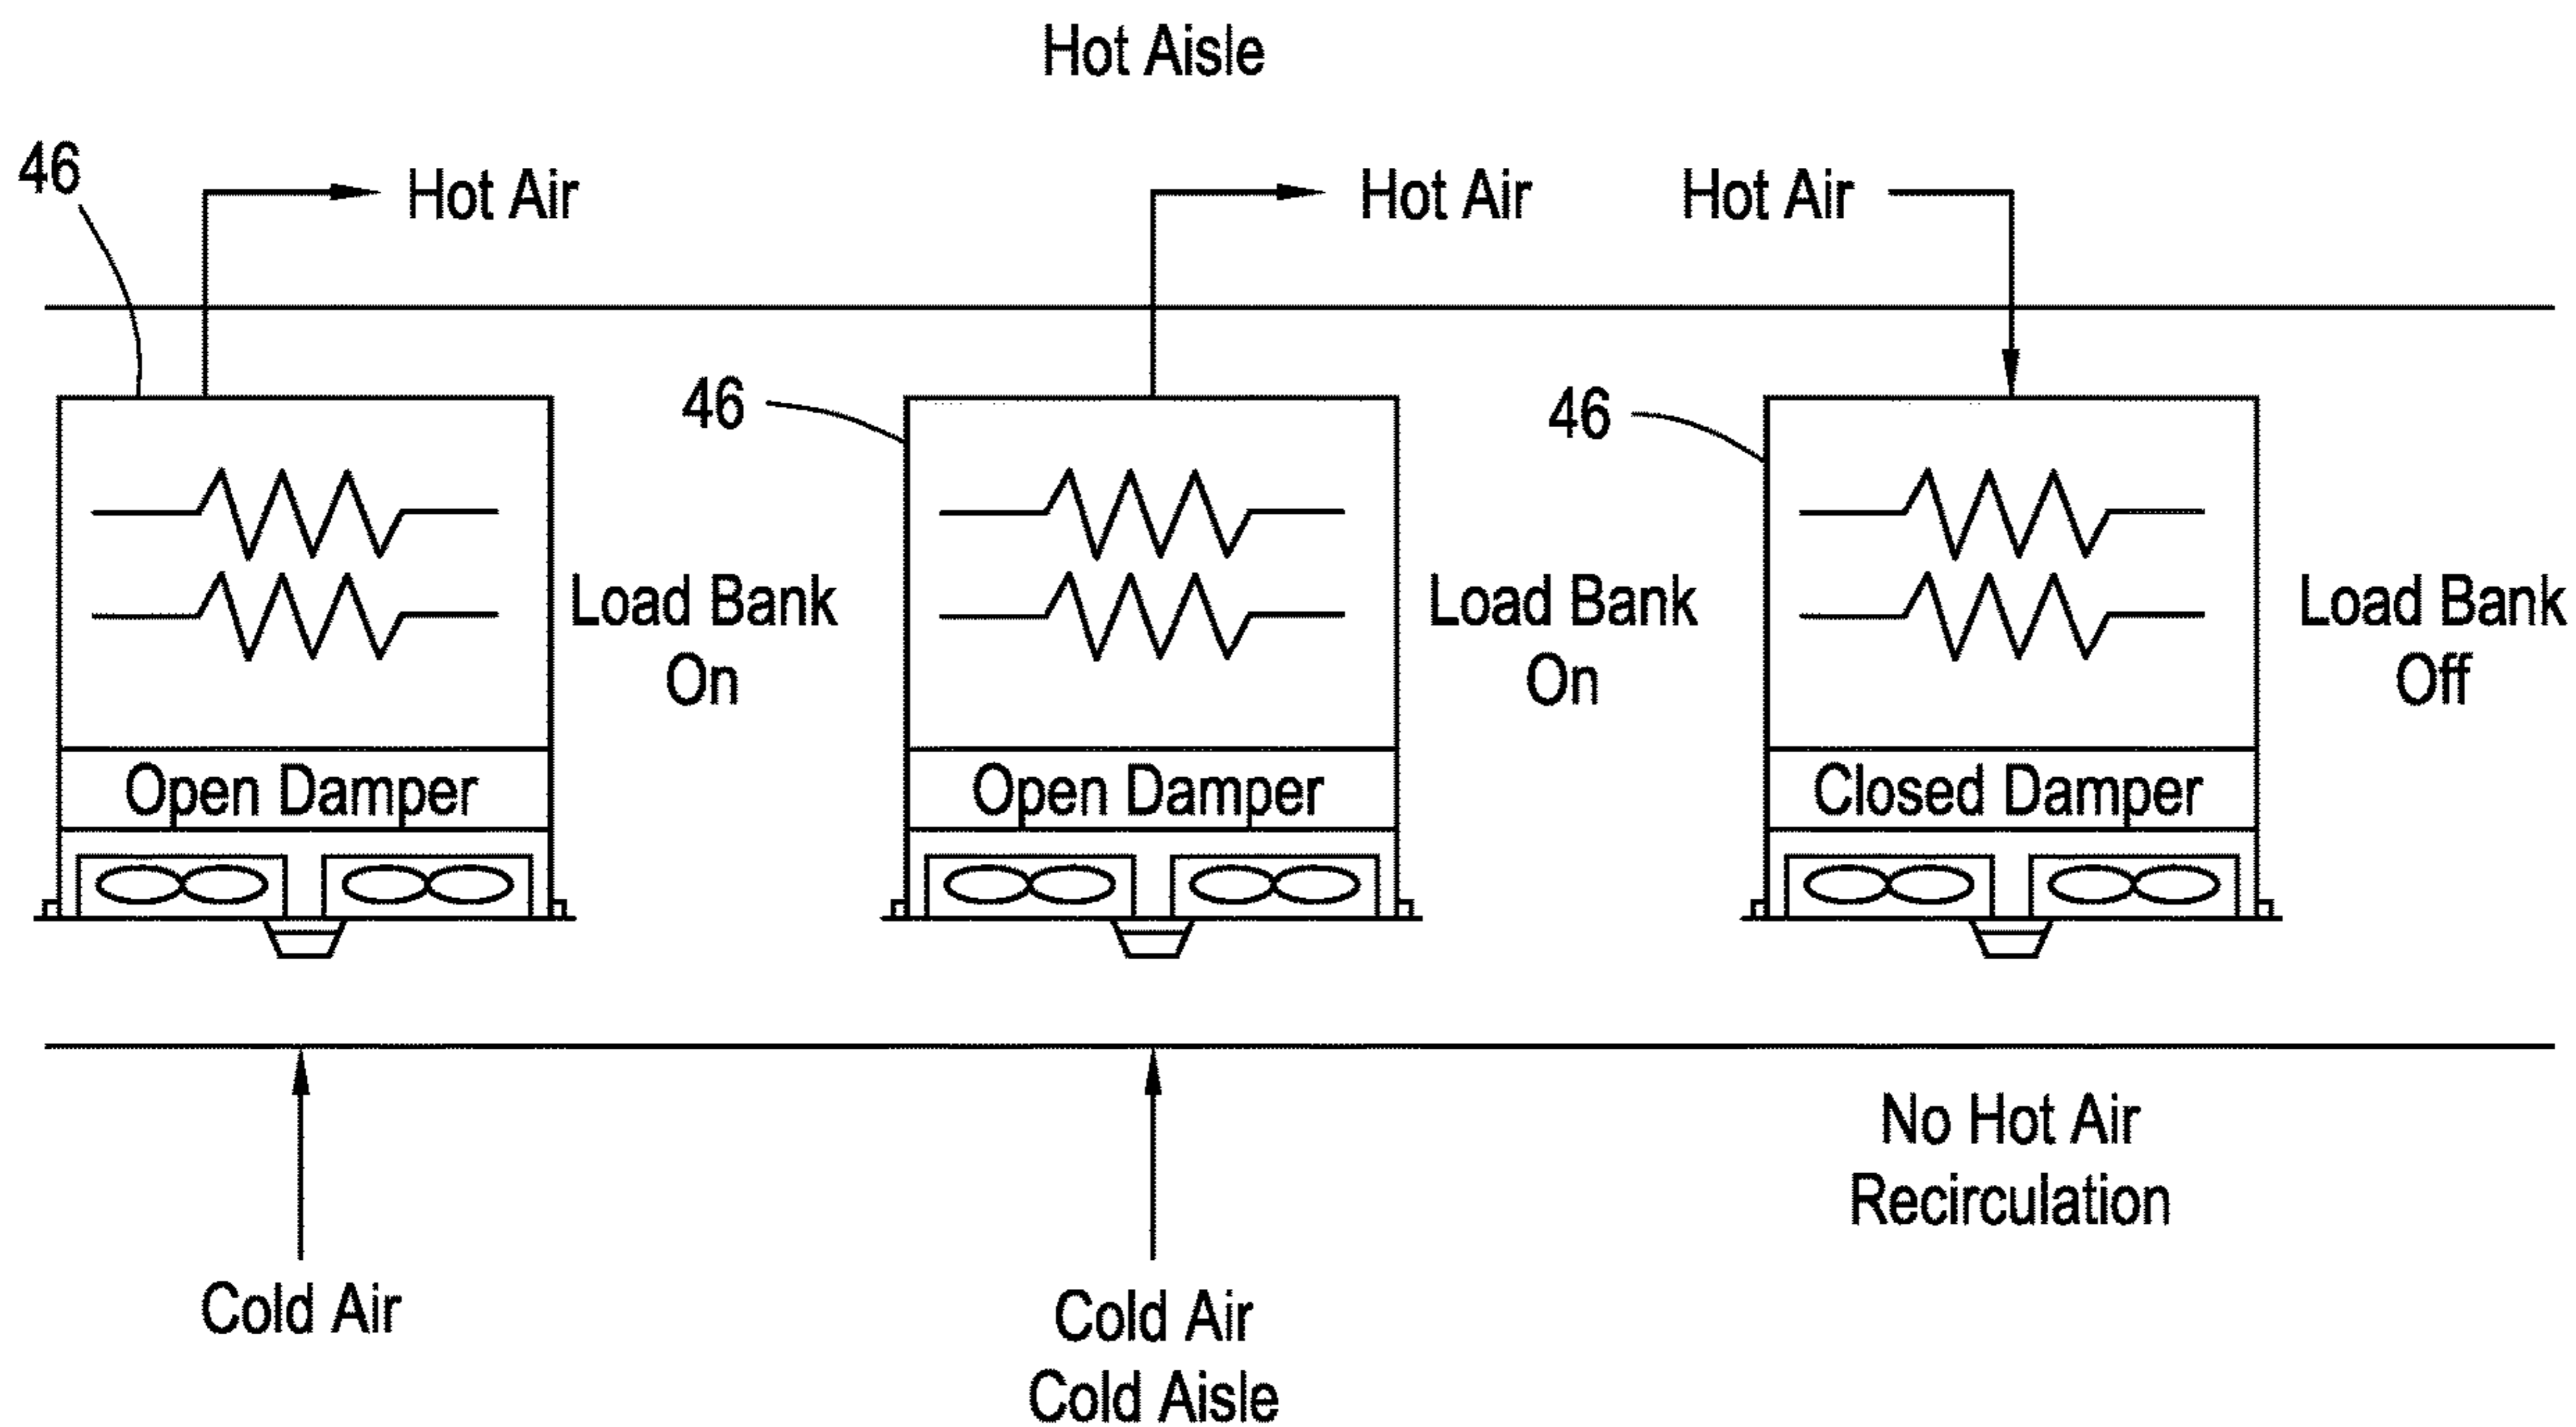 Hot Aisle
46
Hot Air
Hot Air
Hot Air
46
46
Load Bank
On
Load Bank
On
Load Bank
Off
Open Damper
Open Damper
Closed Damper
No Hot Air
Recirculation
Cold Air
Cold Air
Cold Aisle